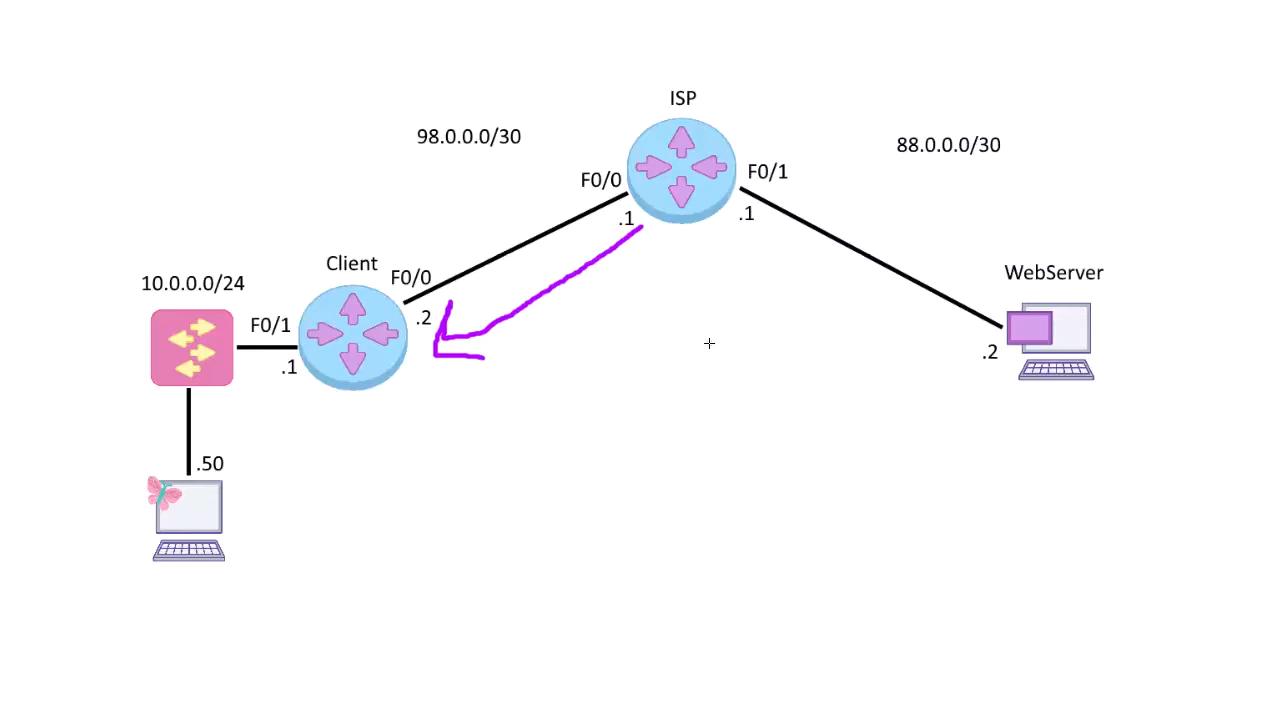 ISP
98.0.0.0/30
88.0.0.0/30
F0/0
F0/1
.1
.1
Client
F0/0
WebServer
10.0.0.0/24
.2
F0/1
.1
.2
.50